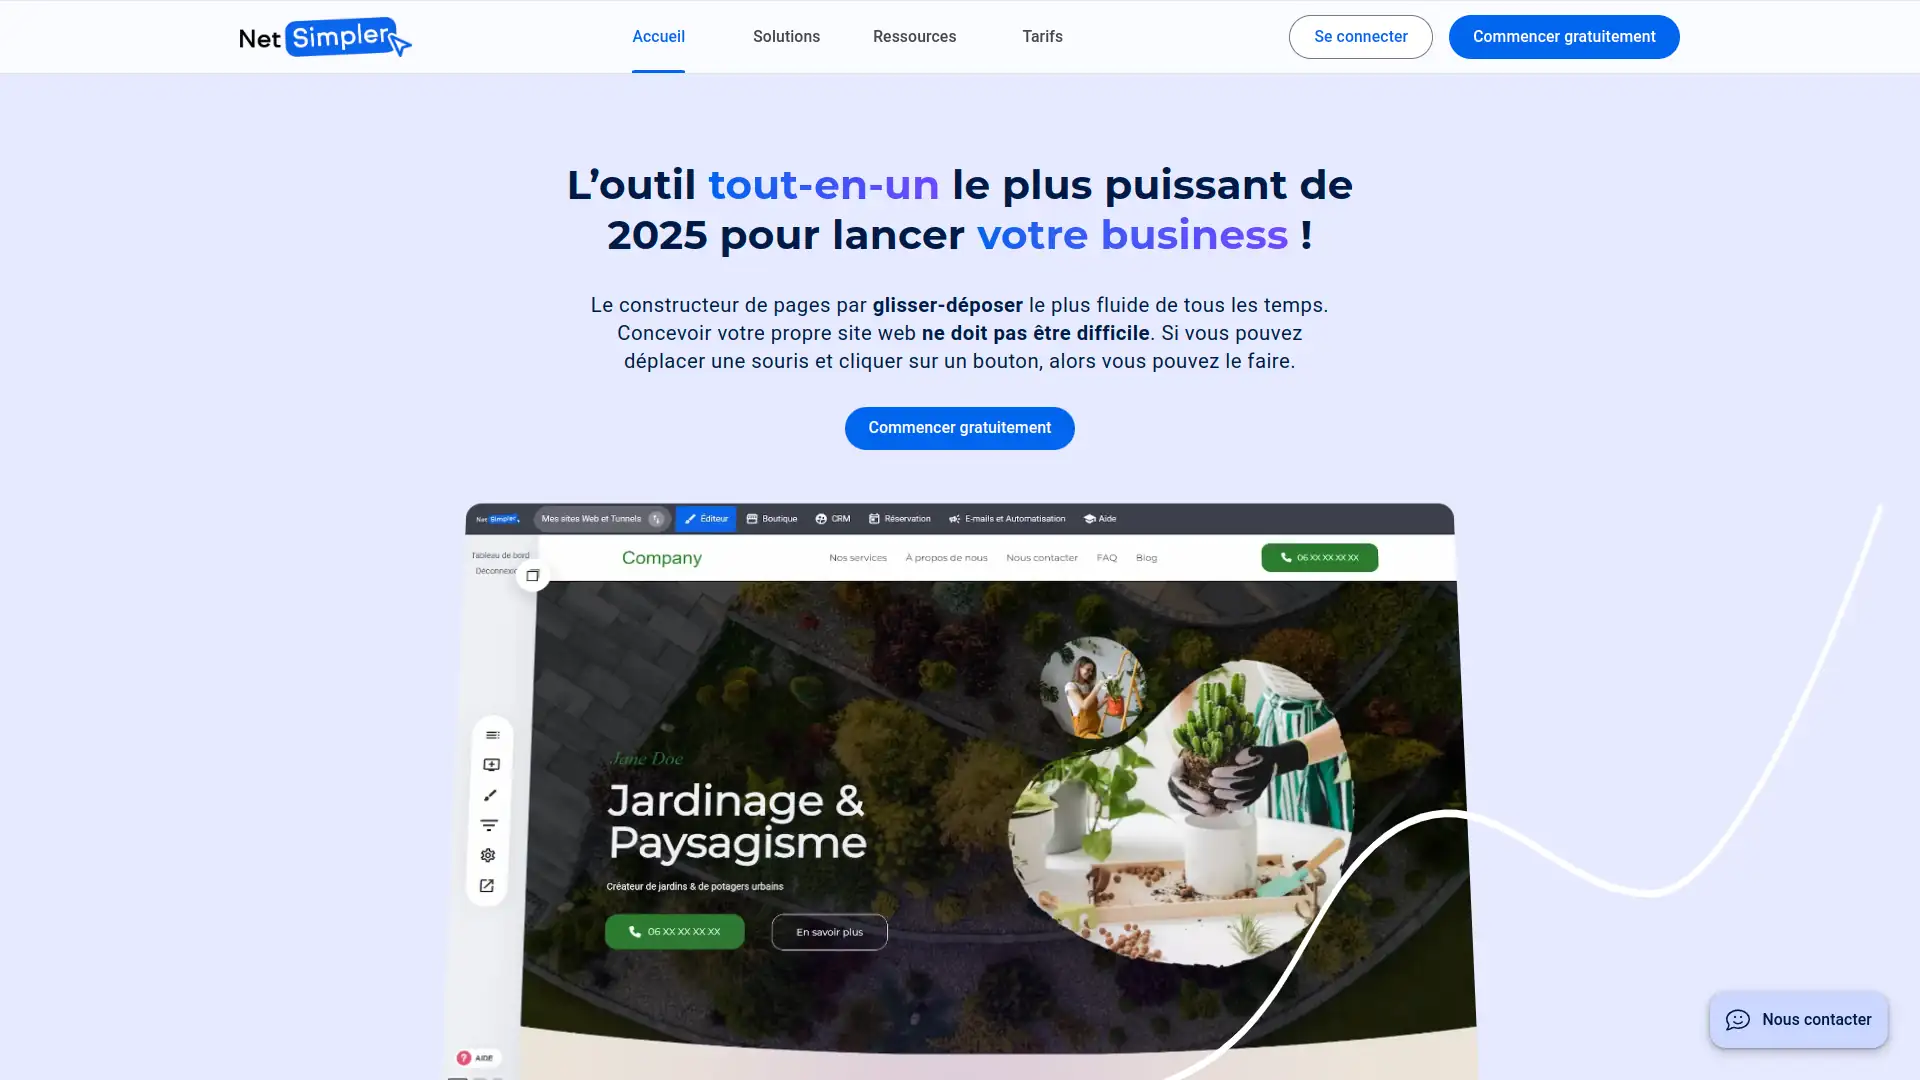 Net Simpler
Accueil
Solutions
Ressources
Tarifs
Se connecter
Commencer gratuitement
L’outil tout-en-un le plus puissant de
2025 pour lancer votre business !
Le constructeur de pages par glisser-déposer le plus fluide de tous les temps.
Concevoir votre propre site web ne doit pas être difficile. Si vous pouvez
déplacer une souris et cliquer sur un bouton, alors vous pouvez le faire.
Commencer gratuitement
Net Simpler
Mes sites Web et Tunnels
Éditeur
Boutique
CRM
Réservation
E-mails et Automatisation
Aide
Tableau de bord
Company
Nos services
À propos de nous
Nous contacter
FAQ
Blog
06 XX XX XX XX
Jane Doe
Jardinage &
Paysagisme
Créateur de jardins & de potagers urbains
06 XX XX XX XX
En savoir plus
? AIDE
Nous contacter